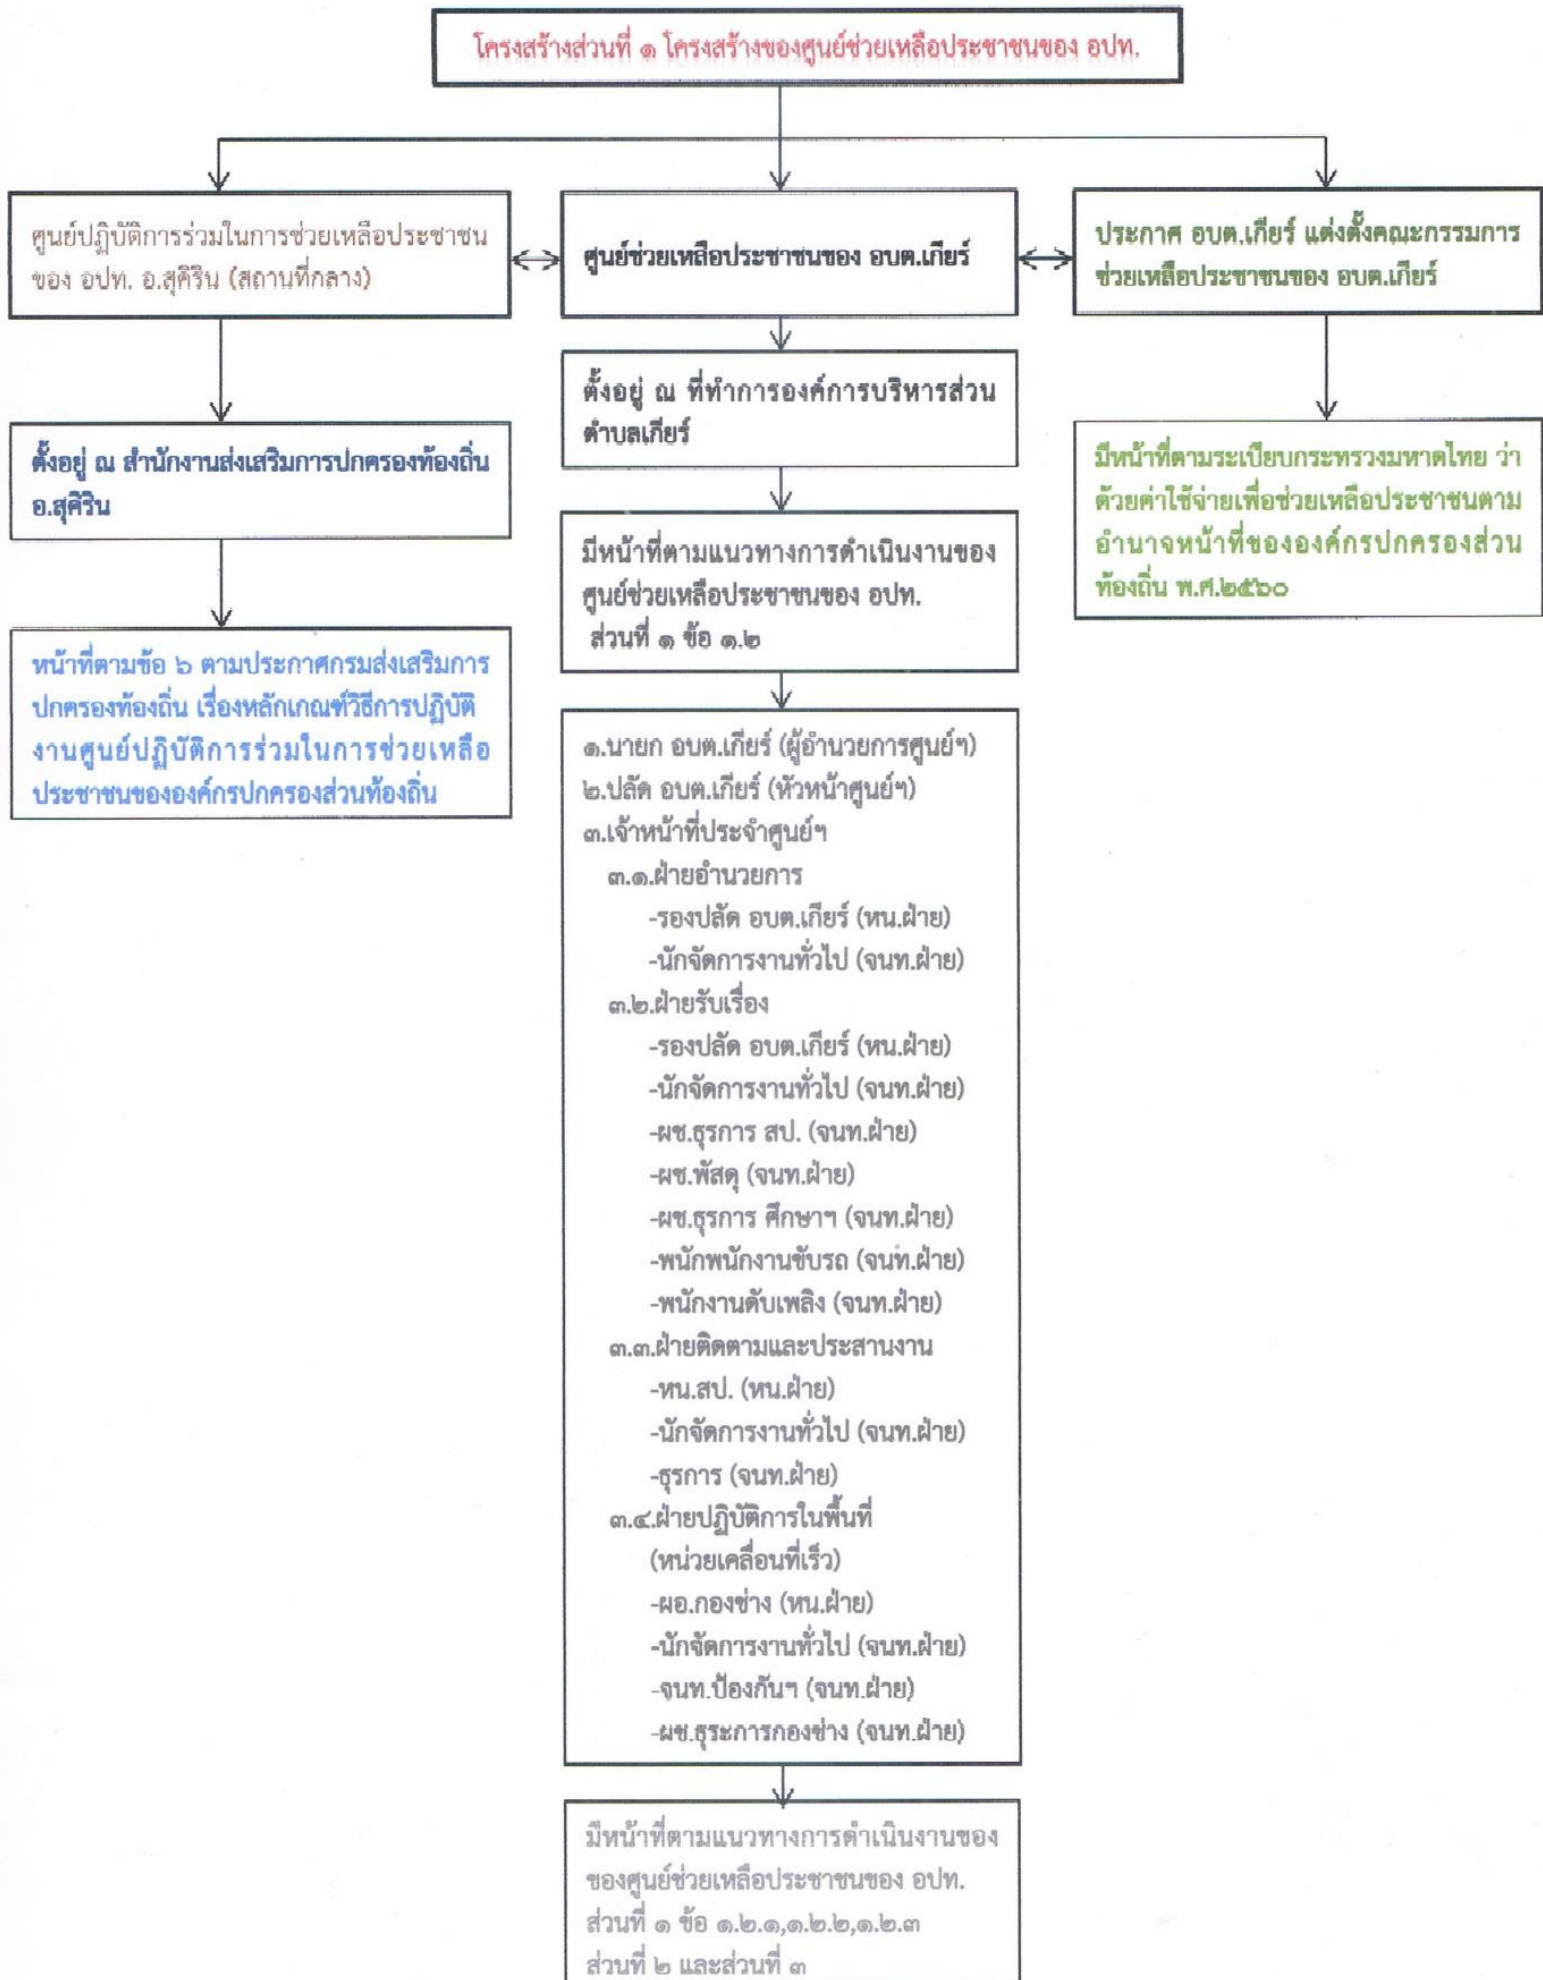 โครงสร้างส่วนที่ ๑ โครงสร้างของศูนย์ช่วยเหลือประชาชนของ อปท.
ศูนย์ปฏิบัติการร่วมในการช่วยเหลือประชาชน
ของ อปท. อ.สุคิริน (สถานที่กลาง)
ศูนย์ช่วยเหลือประชาชนของ อบต.เกียร์
ประกาศ อบต.เกียร์ แต่งตั้งคณะกรรมการ
ช่วยเหลือประชาชนของ อบต.เกียร์
ตั้งอยู่ ณ สำนักงานส่งเสริมการปกครองท้องถิ่น
อ.สุคิริน
ตั้งอยู่ ณ ที่ทำการองค์การบริหารส่วน
ตำบลเกียร์
มีหน้าที่ตามระเบียบกระทรวงมหาดไทย ว่า
ด้วยค่าใช้จ่ายเพื่อช่วยเหลือประชาชนตาม
อำนาจหน้าที่ขององค์กรปกครองส่วน
ท้องถิ่น พ.ศ.๒๕๖๐
หน้าที่ตามข้อ ๖ ตามประกาศกรมส่งเสริมการ
ปกครองท้องถิ่น เรื่องหลักเกณฑ์วิธีการปฏิบัติ
งานศูนย์ปฏิบัติการร่วมในการช่วยเหลือ
ประชาชนขององค์กรปกครองส่วนท้องถิ่น
มีหน้าที่ตามแนวทางการดำเนินงานของ
ศูนย์ช่วยเหลือประชาชนของ อปท.
ส่วนที่ ๑ ข้อ ๑.๒
๑.นายก อบต.เกียร์ (ผู้อำนวยการศูนย์ฯ)
๒.ปลัด อบต.เกียร์ (หัวหน้าศูนย์ฯ)
๓.เจ้าหน้าที่ประจำศูนย์ฯ
๓.๑.ฝ่ายอำนวยการ
-รองปลัด อบต.เกียร์ (หน.ฝ่าย)
-นักจัดการงานทั่วไป (จนท.ฝ่าย)
๓.๒.ฝ่ายรับเรื่อง
-รองปลัด อบต.เกียร์ (หน.ฝ่าย)
-นักจัดการงานทั่วไป (จนท.ฝ่าย)
-ผช.ธุรการ สป. (จนท.ฝ่าย)
-ผช.พัสดุ (จนท.ฝ่าย)
-ผช.ธุรการ ศึกษาฯ (จนท.ฝ่าย)
-พนักพนักงานขับรถ (จนท.ฝ่าย)
-พนักงานดับเพลิง (จนท.ฝ่าย)
๓.๓.ฝ่ายติดตามและประสานงาน
-หน.สป. (หน.ฝ่าย)
-นักจัดการงานทั่วไป (จนท.ฝ่าย)
-ธุรการ (จนท.ฝ่าย)
๓.๔.ฝ่ายปฏิบัติการในพื้นที่
(หน่วยเคลื่อนที่เร็ว)
-ผอ.กองช่าง (หน.ฝ่าย)
-นักจัดการงานทั่วไป (จนท.ฝ่าย)
-จนท.ป้องกันฯ (จนท.ฝ่าย)
-ผช.ธุระการกองช่าง (จนท.ฝ่าย)
มีหน้าที่ตามแนวทางการดำเนินงานของ
ของศูนย์ช่วยเหลือประชาชนของ อปท.
ส่วนที่ ๑ ข้อ ๑.๒.๑,๑.๒.๒,๑.๒.๓
ส่วนที่ ๒ และส่วนที่ ๓